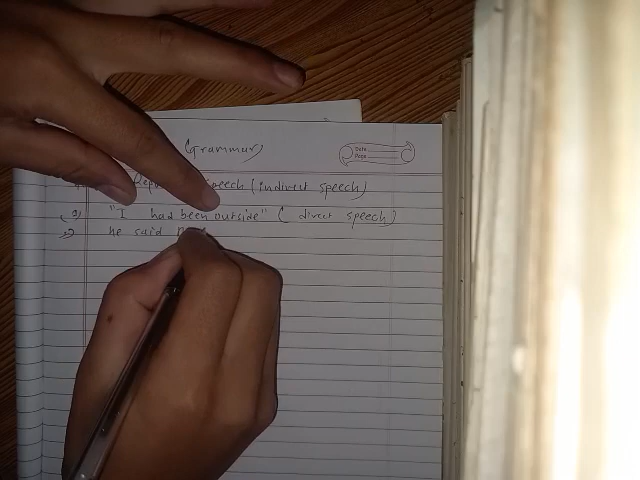 Grammar
Date
Page
speech (indirect speech)
"I had been outside" ( direct speech)
he said